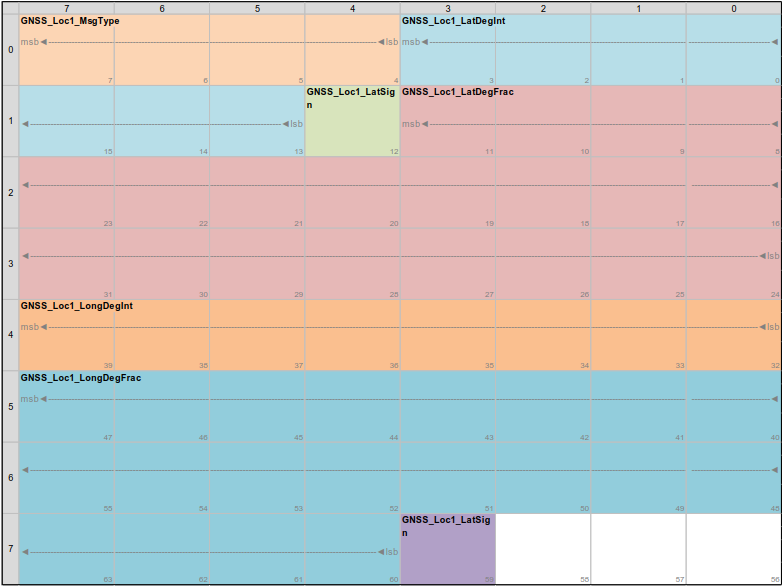 7 6 5 4 3 2 1 0
0
GNSS_Loc1_MsgType
GNSS_Loc1_LatDegInt
msb lsb msb
7 6 5 4 3 2 1 0
1
GNSS_Loc1_LatSig
n
GNSS_Loc1_LatDegFrac
lsb msb
15 14 13 12 11 10 9 8
2
23 22 21 20 19 18 17 16
3
lsb
31 30 29 28 27 26 25 24
4
GNSS_Loc1_LongDegInt
msb lsb
39 38 37 36 35 34 33 32
5
GNSS_Loc1_LongDegFrac
msb
47 46 45 44 43 42 41 40
6
55 54 53 52 51 50 49 48
7
GNSS_Loc1_LatSig
n
lsb
63 62 61 60 59 58 57 56